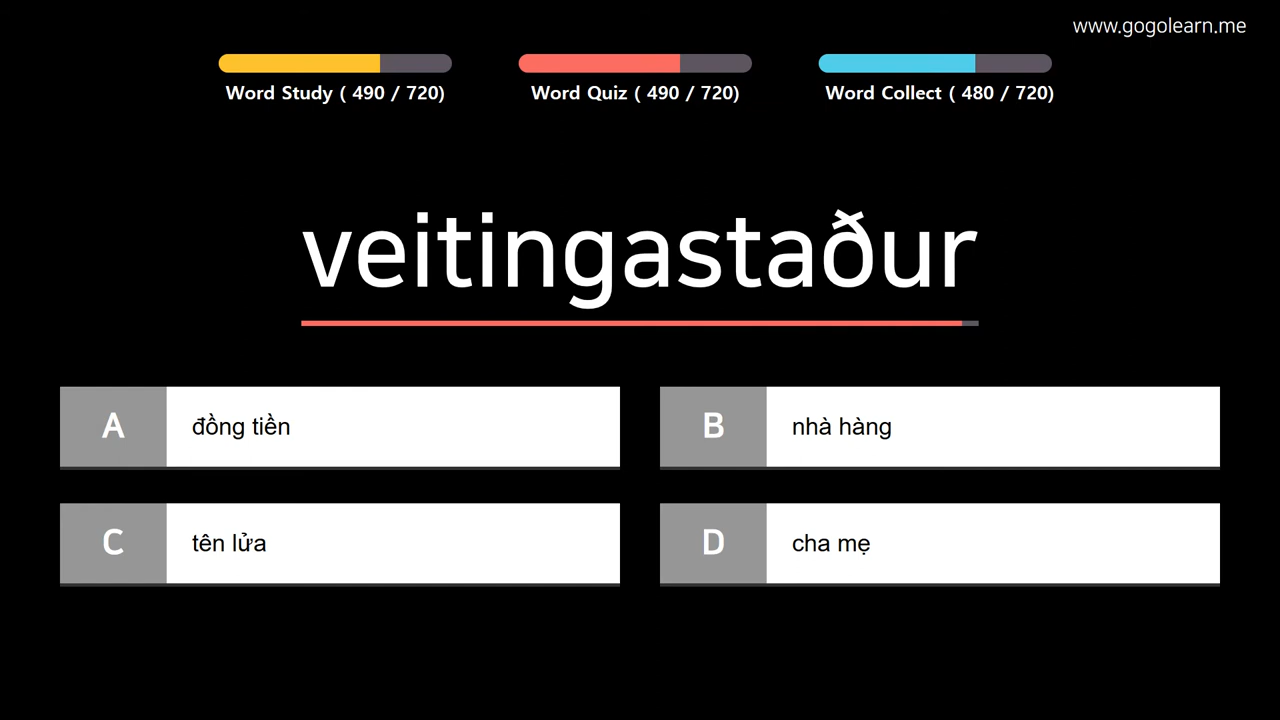 www.gogolearn.me
Word Study ( 490 / 720)
Word Quiz ( 490 / 720)
Word Collect ( 480 / 720)
veitingastaður
A đồng tiền
B nhà hàng
C tên lửa
D cha mẹ